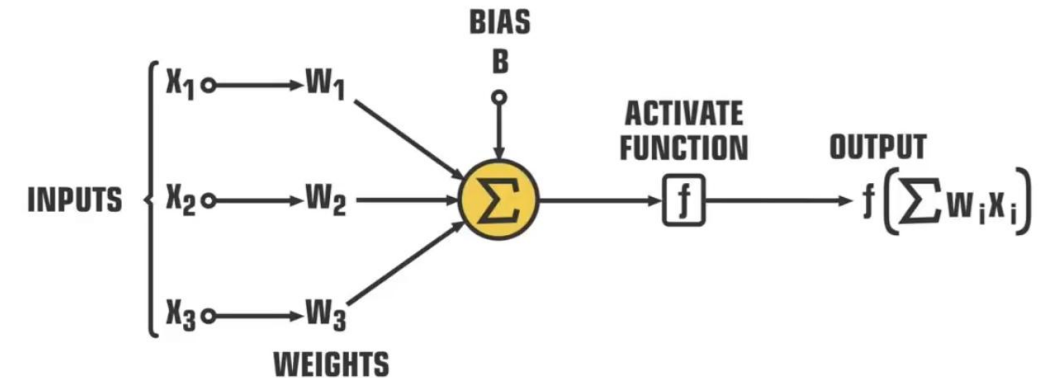 BIAS
B
X₁
W₁
ACTIVATE
FUNCTION
OUTPUT
INPUTS
X₂
W₂
Σ
f
f(ΣWᵢXᵢ)
X₃
W₃
WEIGHTS